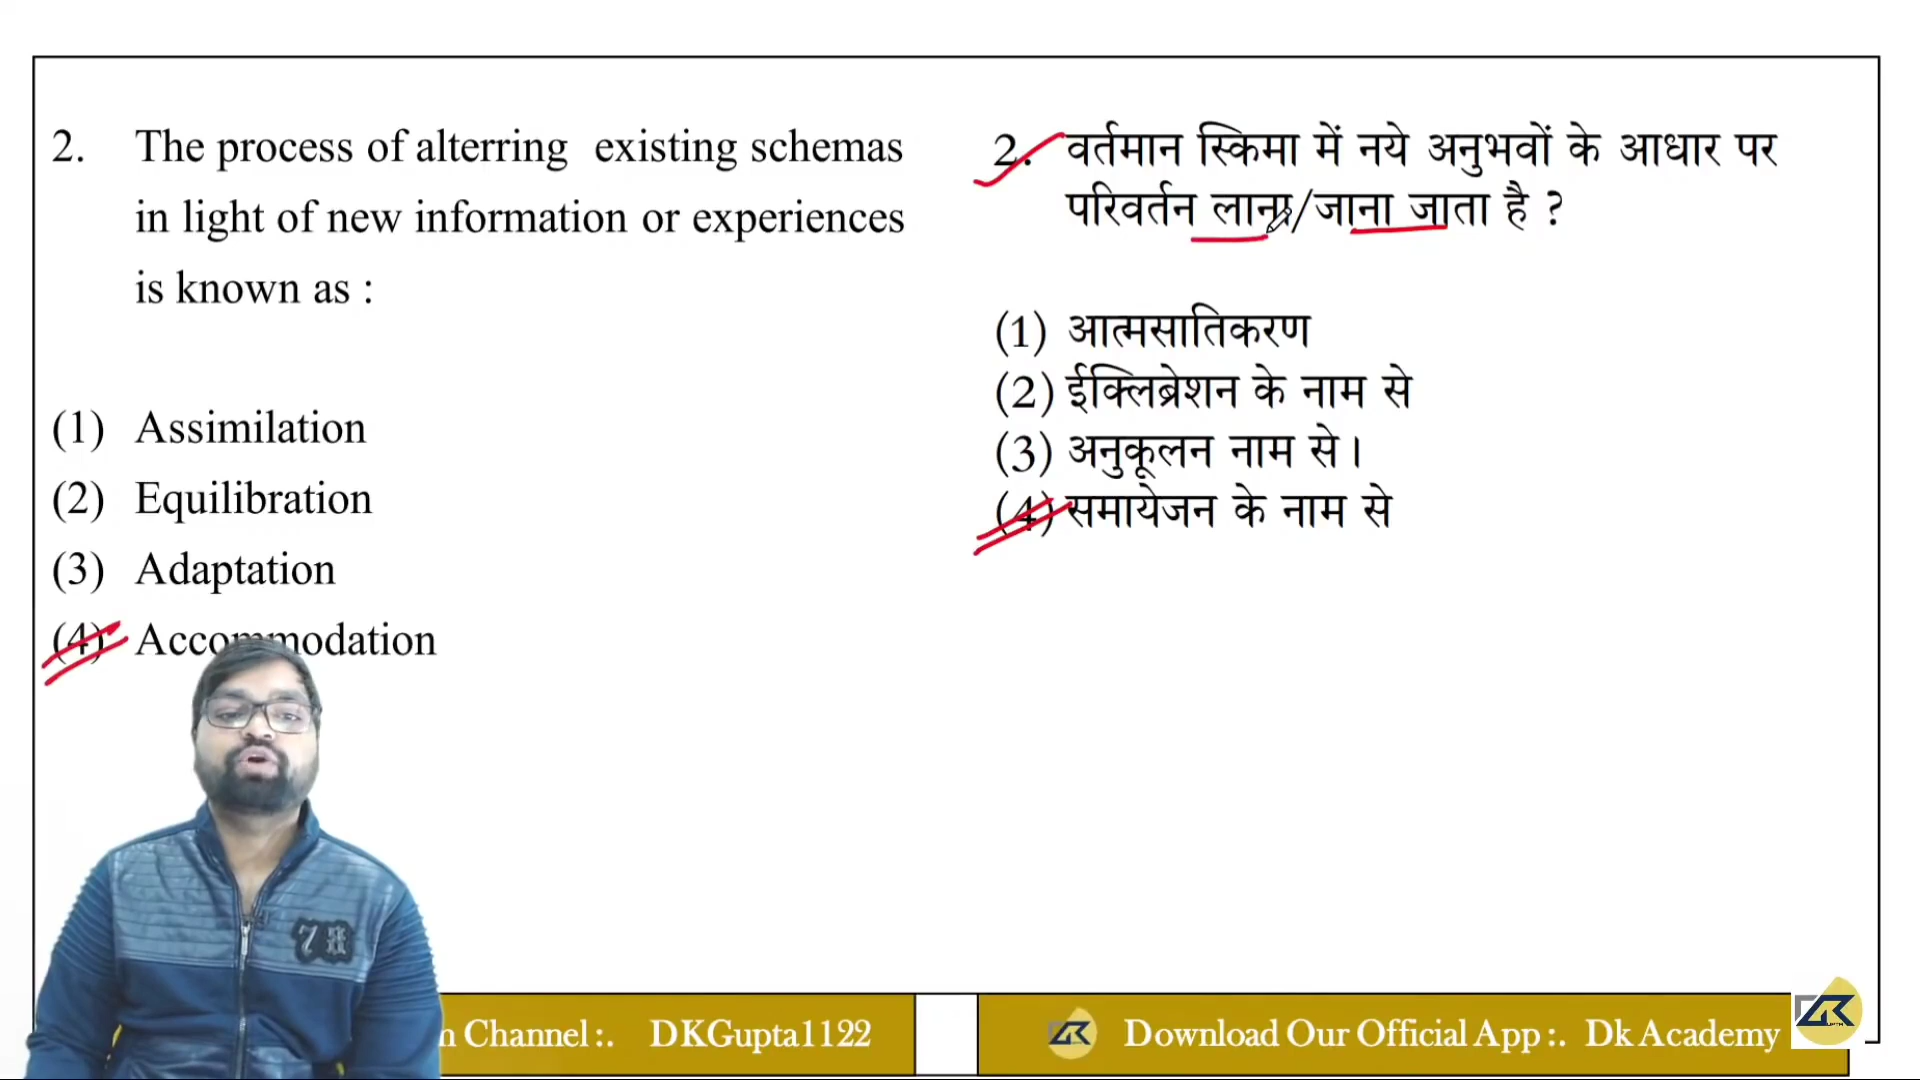 2. The process of alterring existing schemas
in light of new information or experiences
is known as :
(1) Assimilation
(2) Equilibration
(3) Adaptation
(4) Accommodation
2. वर्तमान स्किमा में नये अनुभवों के आधार पर
परिवर्तन लाना/जाना जाता है ?
(1) आत्मसातिकरण
(2) ईक्लिब्रेशन के नाम से
(3) अनुकूलन नाम से।
(4) समायेजन के नाम से
78
Channel :. DKGupta1122
Download Our Official App :. Dk Academy